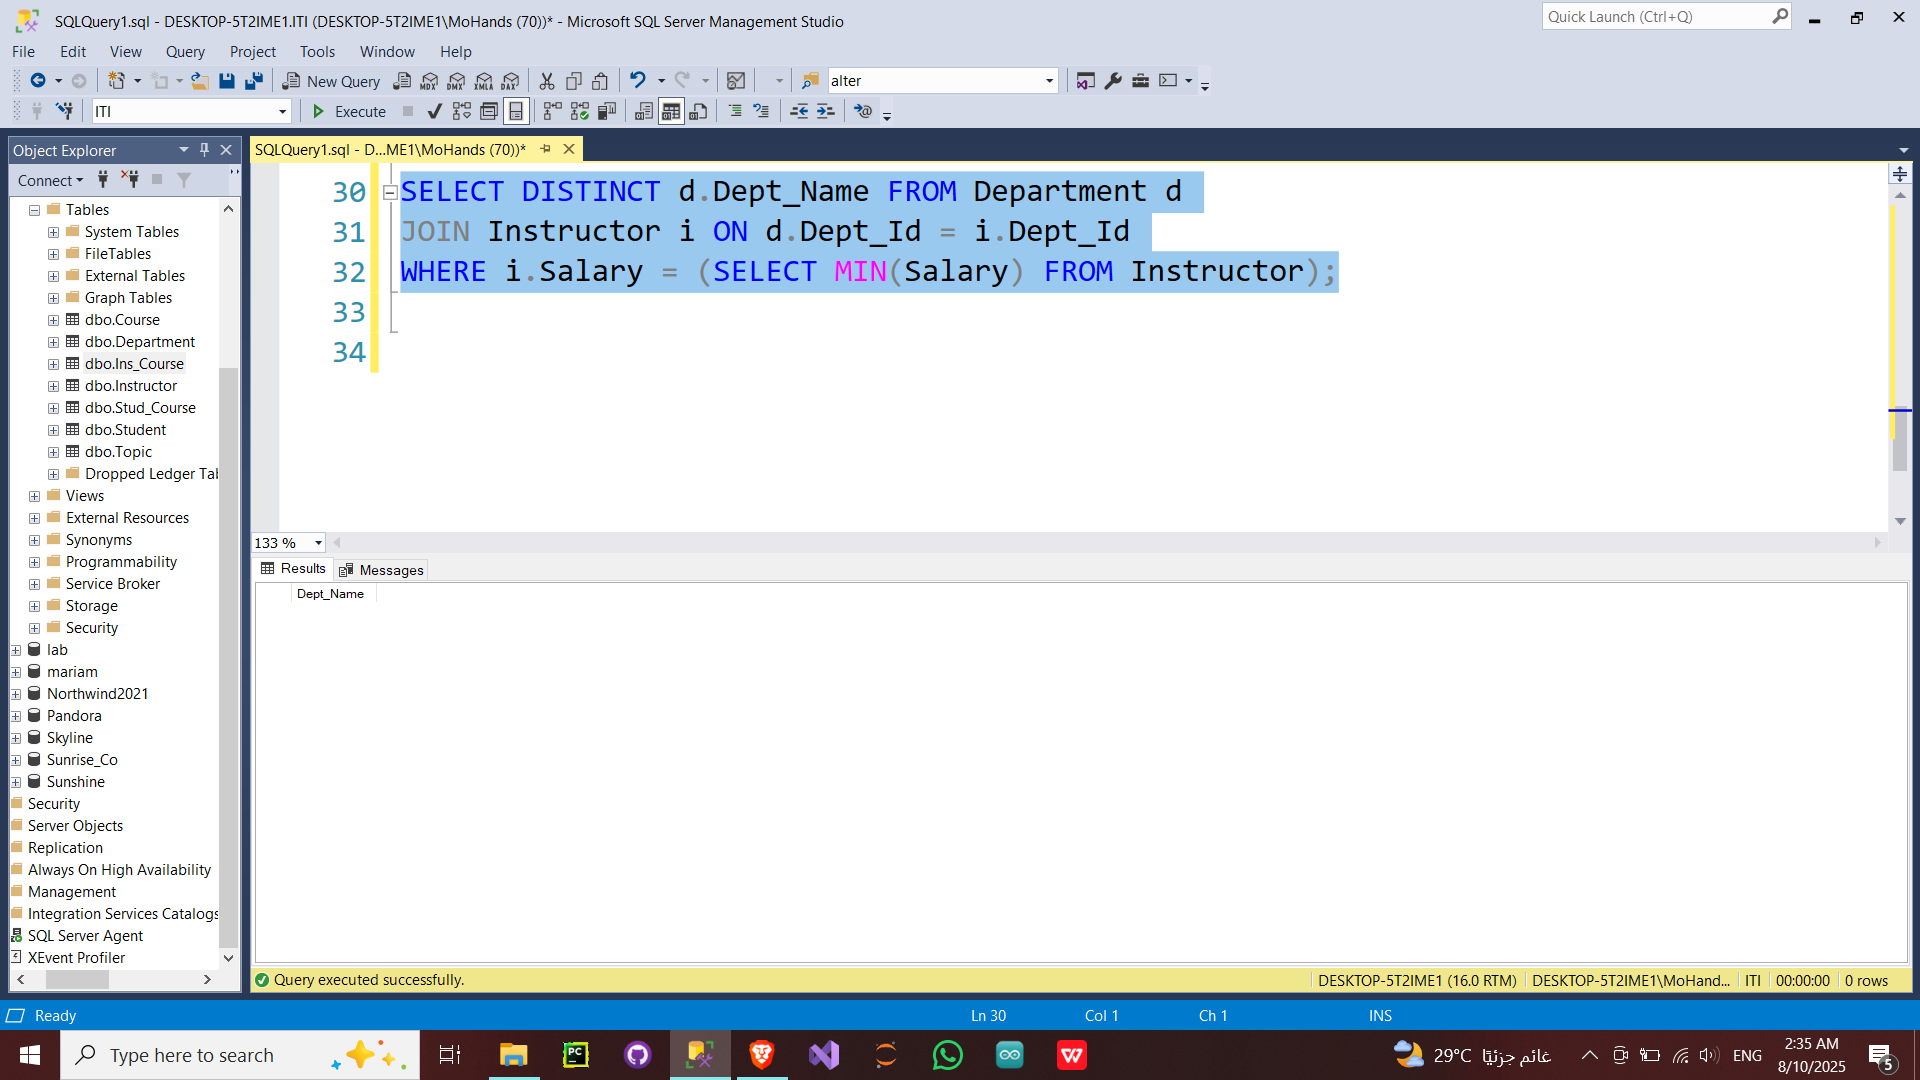 SQLQuery1.sql - DESKTOP-5T2IME1.ITI (DESKTOP-5T2IME1\MoHands (70))* - Microsoft SQL Server Management Studio
Quick Launch (Ctrl+Q)
File Edit View Query Project Tools Window Help
New Query MDX DMX XMLA DAX alter
ITI Execute
Object Explorer
SQLQuery1.sql - D...ME1\MoHands (70))*
Connect
Tables
System Tables
FileTables
External Tables
Graph Tables
dbo.Course
dbo.Department
dbo.Ins_Course
dbo.Instructor
dbo.Stud_Course
dbo.Student
dbo.Topic
Dropped Ledger Tal
Views
External Resources
Synonyms
Programmability
Service Broker
Storage
Security
lab
mariam
Northwind2021
Pandora
Skyline
Sunrise_Co
Sunshine
Security
Server Objects
Replication
Always On High Availability
Management
Integration Services Catalogs
SQL Server Agent
XEvent Profiler
30 SELECT DISTINCT d.Dept_Name FROM Department d
31 JOIN Instructor i ON d.Dept_Id = i.Dept_Id
32 WHERE i.Salary = (SELECT MIN(Salary) FROM Instructor);
33
34
133 %
Results Messages
Dept_Name
Query executed successfully.
DESKTOP-5T2IME1 (16.0 RTM) DESKTOP-5T2IME1\MoHand... ITI 00:00:00 0 rows
Ready Ln 30 Col 1 Ch 1 INS
Type here to search
PC
W
29°C غائم جزئيًا
ENG
2:35 AM
8/10/2025
5